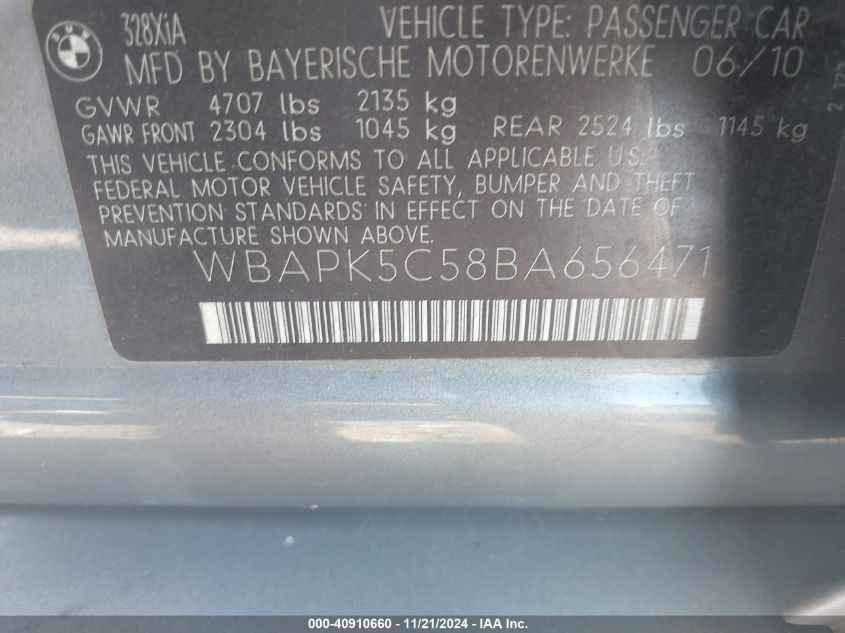 BMW
328XiA VEHICLE TYPE: PASSENGER CAR
MFD BY BAYERISCHE MOTORENWERKE 06/10
GVWR 4707 lbs 2135 kg
GAWR FRONT 2304 lbs 1045 kg REAR 2524 lbs 1145 kg
THIS VEHICLE CONFORMS TO ALL APPLICABLE U.S.
FEDERAL MOTOR VEHICLE SAFETY, BUMPER AND THEFT
PREVENTION STANDARDS IN EFFECT ON THE DATE OF
MANUFACTURE SHOWN ABOVE.
WBAPK5C58BA656471
000-40910660 - 11/21/2024 - IAA Inc.